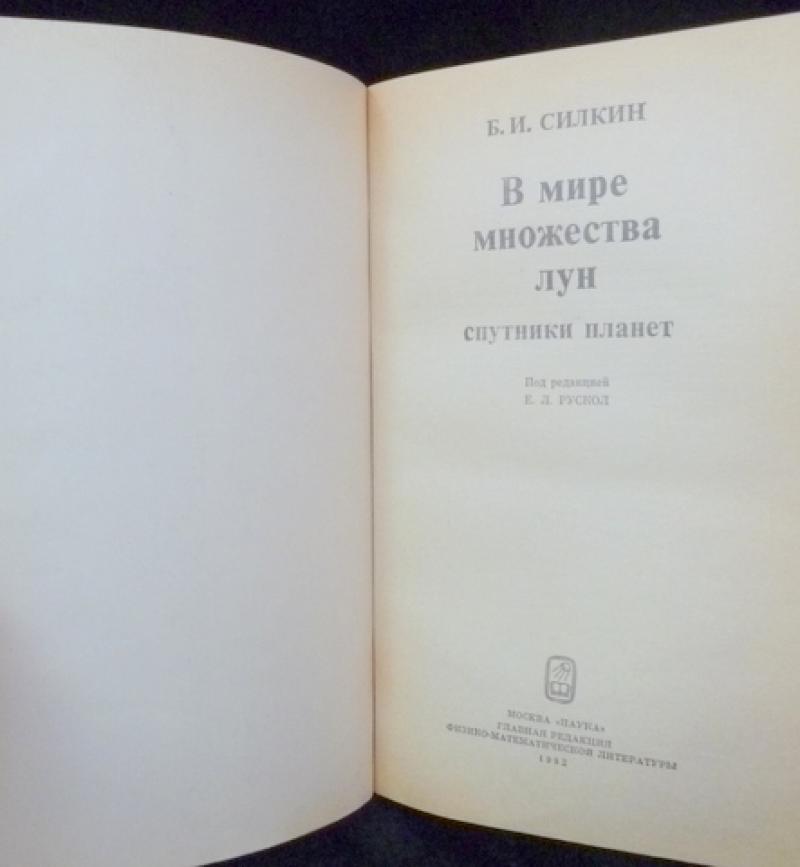 Б. И. СИЛКИН
В мире
множества
лун
спутники планет
Под редакцией
Е. Л. РУСКОЛ
МОСКВА «НАУКА»
ГЛАВНАЯ РЕДАКЦИЯ
ФИЗИКО-МАТЕМАТИЧЕСКОЙ ЛИТЕРАТУРЫ
1982